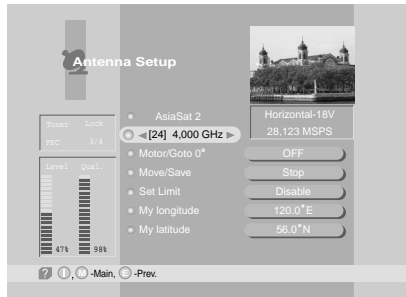 Antenna Setup
Tuner Lock
FEC 3/4
Level Qual.
47% 98%
AsiaSat 2
[24] 4,000 GHz
Motor/Goto 0°
Move/Save
Set Limit
My longitude
My latitude
Horizontal-18V
28,123 MSPS
OFF
Stop
Disable
120.0°E
56.0°N
? I , M -Main, E -Prev.